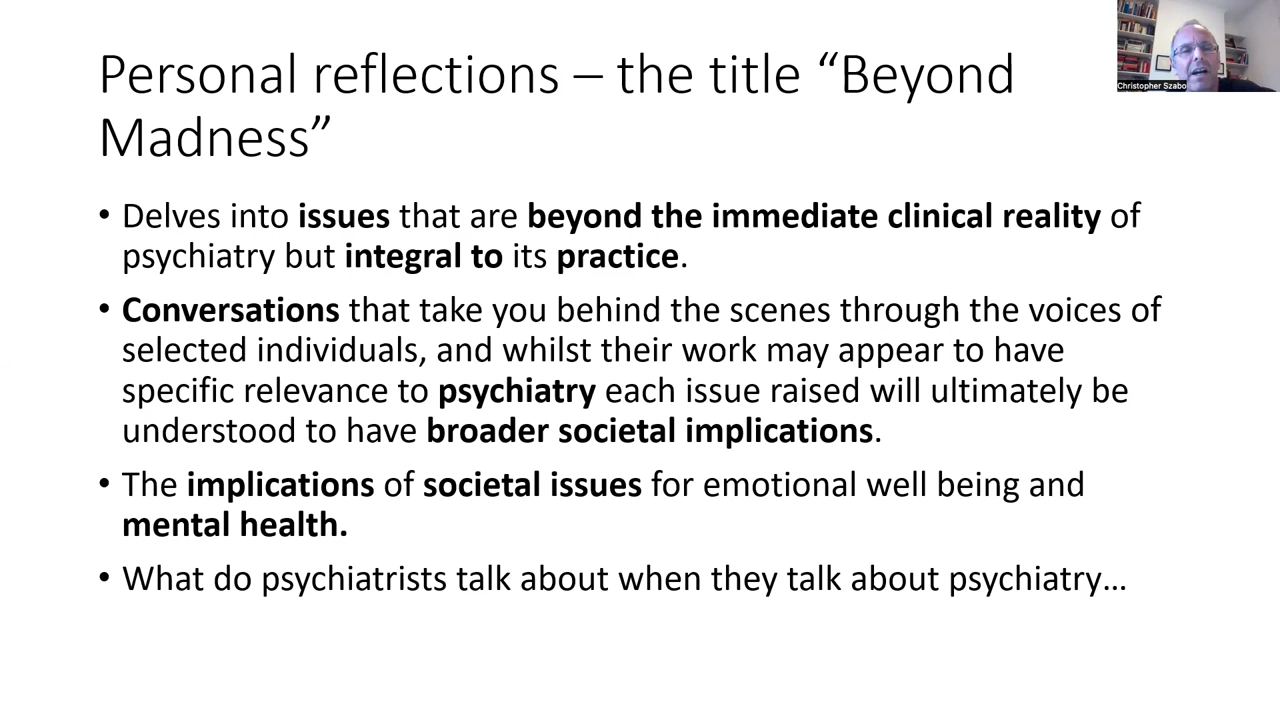 Personal reflections – the title “Beyond
Madness”
Christopher Szabo
• Delves into issues that are beyond the immediate clinical reality of
psychiatry but integral to its practice.
• Conversations that take you behind the scenes through the voices of
selected individuals, and whilst their work may appear to have
specific relevance to psychiatry each issue raised will ultimately be
understood to have broader societal implications.
• The implications of societal issues for emotional well being and
mental health.
• What do psychiatrists talk about when they talk about psychiatry…